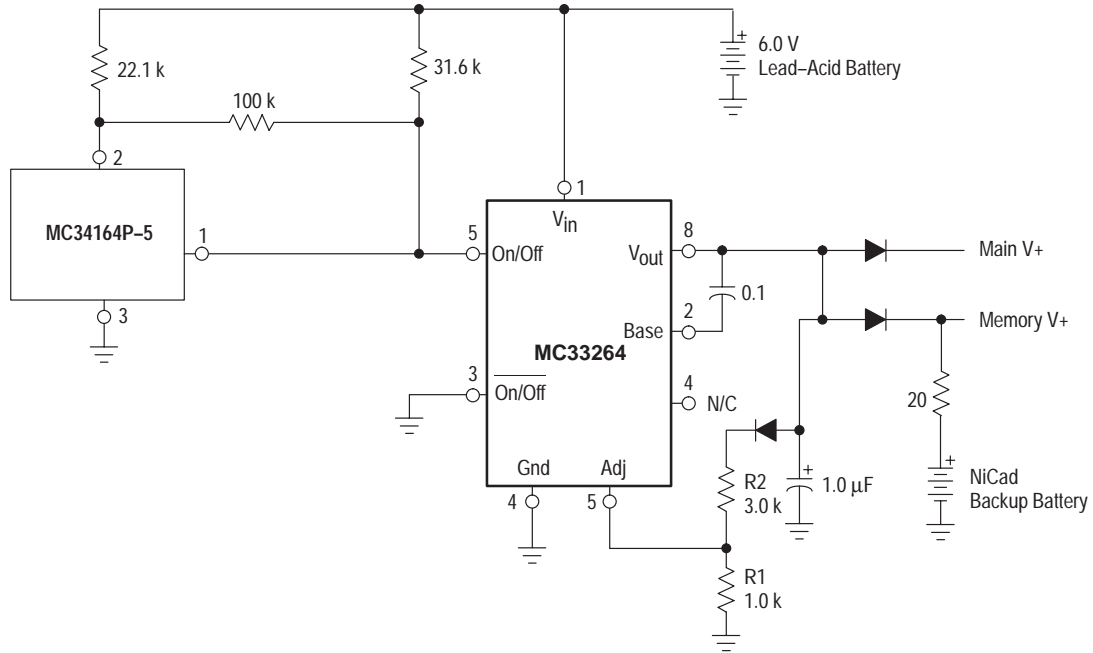 6.0 V
Lead–Acid Battery
+
22.1 k
31.6 k
100 k
2
1
MC34164P–5
1
5
On/Off
Vin
Vout
8
Main V+
3
0.1
Base
2
Memory V+
MC33264
3
On/Off
4
N/C
20
Gnd
Adj
R2
3.0 k
+
1.0 µF
+
NiCad
Backup Battery
4
5
R1
1.0 k